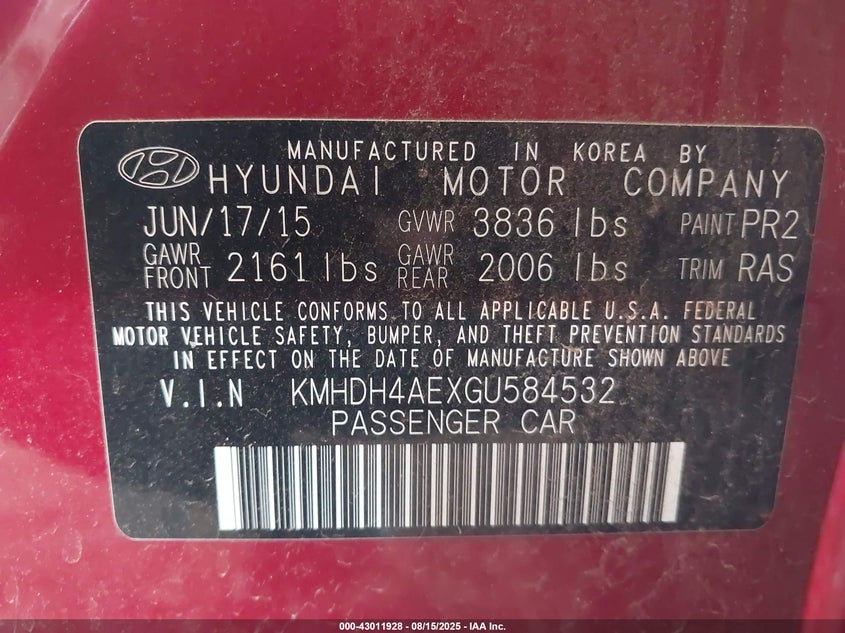 MANUFACTURED IN KOREA BY
HYUNDAI MOTOR COMPANY
JUN/17/15 GVWR 3836 lbs PAINT PR2
GAWR FRONT 2161 lbs GAWR REAR 2006 lbs TRIM RAS
THIS VEHICLE CONFORMS TO ALL APPLICABLE U.S.A. FEDERAL
MOTOR VEHICLE SAFETY, BUMPER, AND THEFT PREVENTION STANDARDS
IN EFFECT ON THE DATE OF MANUFACTURE SHOWN ABOVE
V.I.N KMHDH4AEXGU584532
PASSENGER CAR
000-43011928 - 08/15/2025 - IAA Inc.